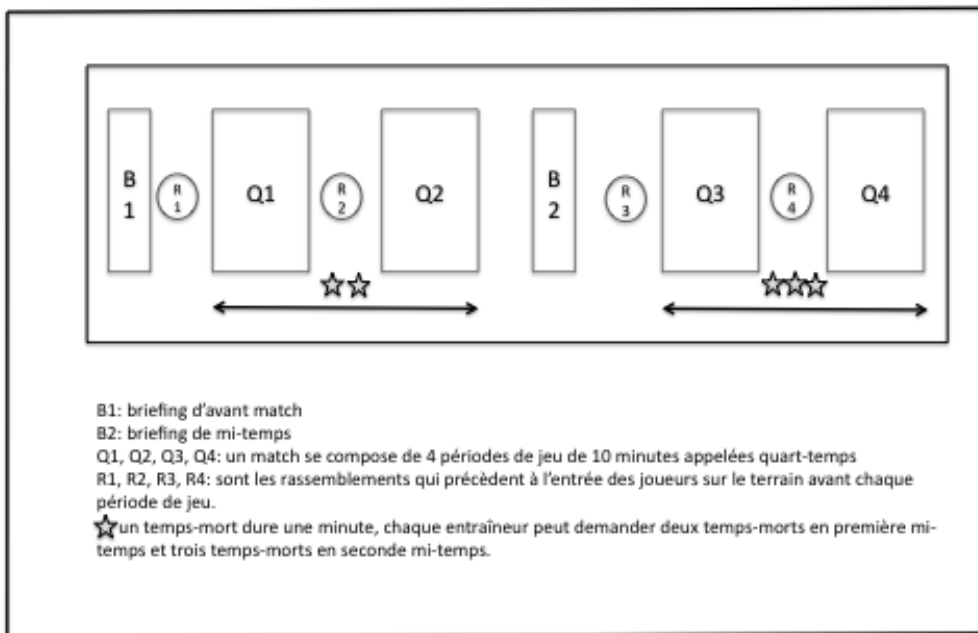 B
1
R
1
Q1
R
2
Q2
B
2
R
3
Q3
R
4
Q4
B1: briefing d'avant match
B2: briefing de mi-temps
Q1, Q2, Q3, Q4: un match se compose de 4 périodes de jeu de 10 minutes appelées quart-temps
R1, R2, R3, R4: sont les rassemblements qui précèdent à l'entrée des joueurs sur le terrain avant chaque
période de jeu.
un temps-mort dure une minute, chaque entraîneur peut demander deux temps-morts en première mi-
temps et trois temps-morts en seconde mi-temps.